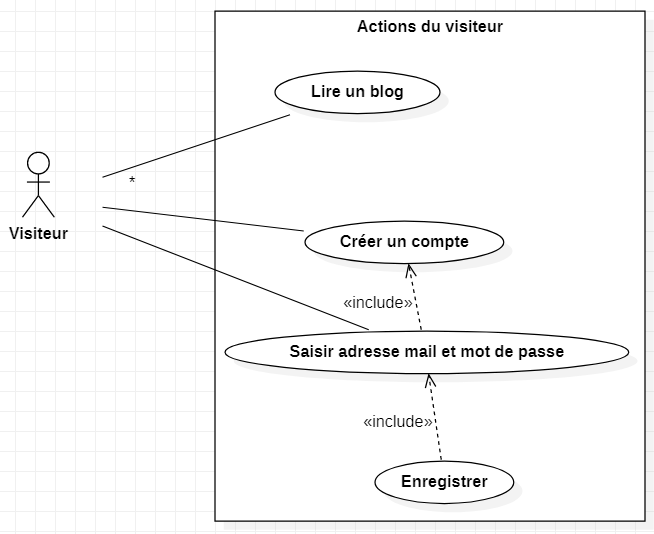 Actions du visiteur
Lire un blog
*
Visiteur
Créer un compte
«include»
Saisir adresse mail et mot de passe
«include»
Enregistrer